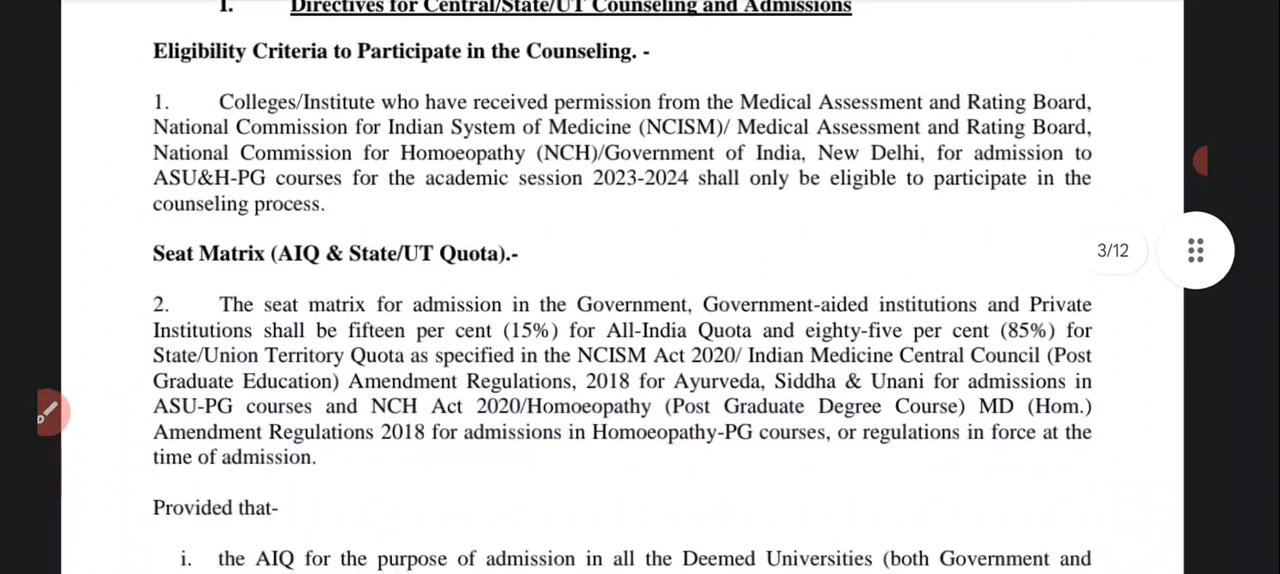 I. Directives for Central/State/UT Counseling and Admissions
Eligibility Criteria to Participate in the Counseling. -
1. Colleges/Institute who have received permission from the Medical Assessment and Rating Board,
National Commission for Indian System of Medicine (NCISM)/ Medical Assessment and Rating Board,
National Commission for Homoeopathy (NCH)/Government of India, New Delhi, for admission to
ASU&H-PG courses for the academic session 2023-2024 shall only be eligible to participate in the
counseling process.
Seat Matrix (AIQ & State/UT Quota).-
3/12
2. The seat matrix for admission in the Government, Government-aided institutions and Private
Institutions shall be fifteen per cent (15%) for All-India Quota and eighty-five per cent (85%) for
State/Union Territory Quota as specified in the NCISM Act 2020/ Indian Medicine Central Council (Post
Graduate Education) Amendment Regulations, 2018 for Ayurveda, Siddha & Unani for admissions in
ASU-PG courses and NCH Act 2020/Homoeopathy (Post Graduate Degree Course) MD (Hom.)
Amendment Regulations 2018 for admissions in Homoeopathy-PG courses, or regulations in force at the
time of admission.
Provided that-
i. the AIQ for the purpose of admission in all the Deemed Universities (both Government and